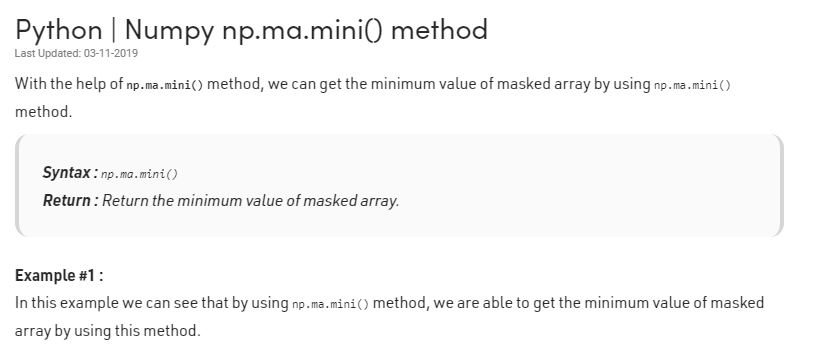 Python | Numpy np.ma.mini() method
Last Updated: 03-11-2019
With the help of np.ma.mini() method, we can get the minimum value of masked array by using np.ma.mini()
method.
Syntax : np.ma.mini()
Return : Return the minimum value of masked array.
Example #1 :
In this example we can see that by using np.ma.mini() method, we are able to get the minimum value of masked
array by using this method.